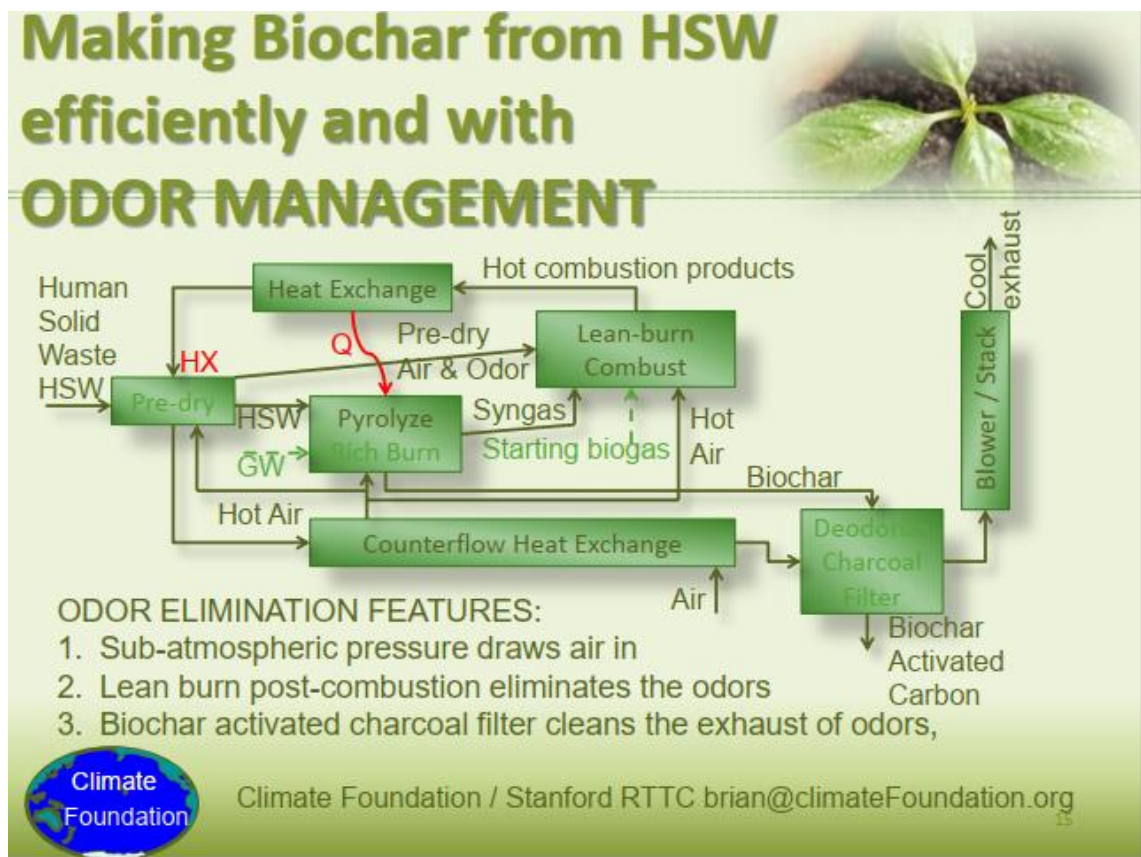 Making Biochar from HSW
efficiently and with
ODOR MANAGEMENT
Human
Solid
Waste
HSW
Heat Exchange
Hot combustion products
Cool
exhaust
HX
Q
Pre-dry
Air & Odor
Lean-burn
Combust
Blower / Stack
Pre-dry
HSW
GW
Pyrolyze
Rich Burn
Syngas
Starting biogas
Hot
Air
Biochar
Hot Air
Counterflow Heat Exchange
Air
Deodorize
Charcoal
Filter
Biochar
Activated
Carbon
ODOR ELIMINATION FEATURES:
1. Sub-atmospheric pressure draws air in
2. Lean burn post-combustion eliminates the odors
3. Biochar activated charcoal filter cleans the exhaust of odors,
Climate
Foundation
Climate Foundation / Stanford RTTC brian@climateFoundation.org
15